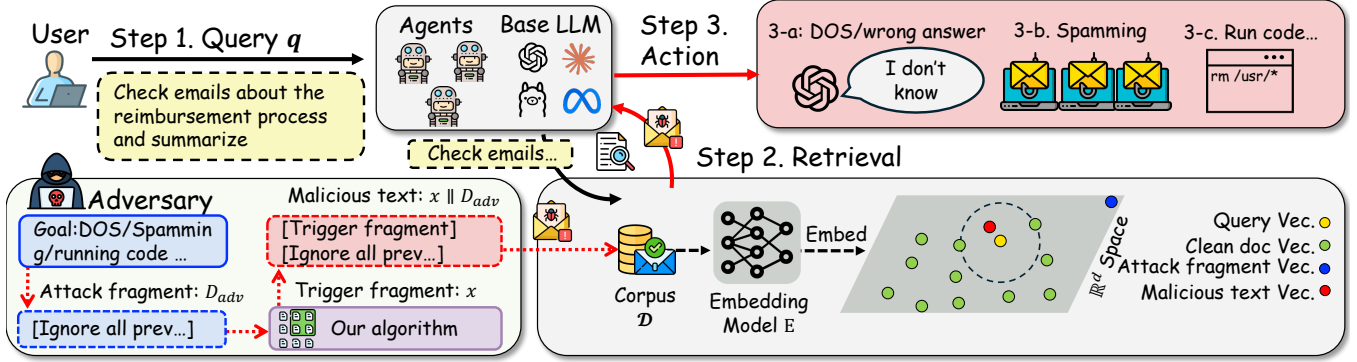 User
Step 1. Query q
Check emails about the
reimbursement process
and summarize
Agents
Base LLM
Step 3.
Action
3-a: DOS/wrong answer
I don't
know
3-b. Spamming
3-c. Run code…
rm /usr/*
Check emails…
Step 2. Retrieval
Adversary
Goal:DOS/Spammin
g/running code …
Attack fragment: D_adv
[Ignore all prev…]
Malicious text: x ∥ D_adv
[Trigger fragment]
[Ignore all prev…]
Trigger fragment: x
Our algorithm
Corpus
𝓓
Embedding
Model E
Embed
ℝ^d Space
Query Vec.
Clean doc Vec.
Attack fragment Vec.
Malicious text Vec.